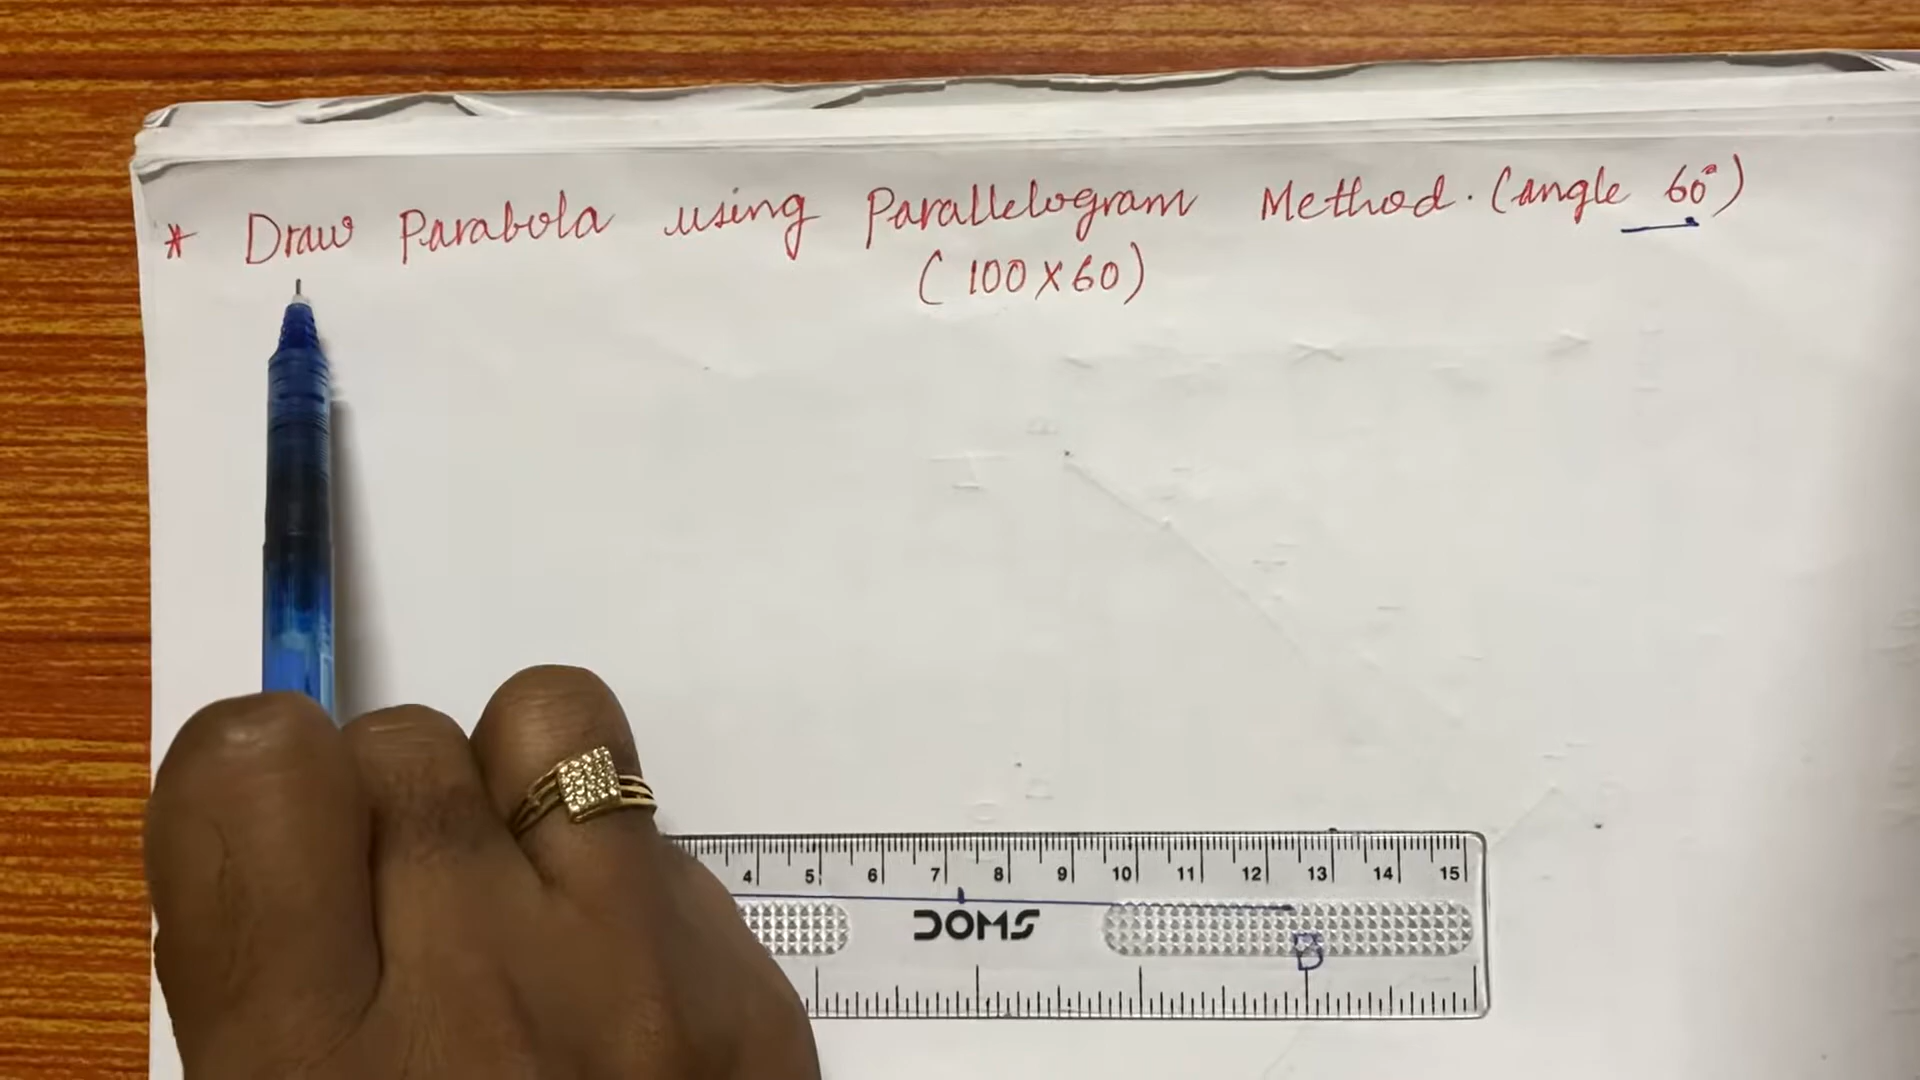 * Draw Parabola using Parallelogram Method. (angle 60°)
(100 x 60)
4 5 6 7 8 9 10 11 12 13 14 15
DOMS
B